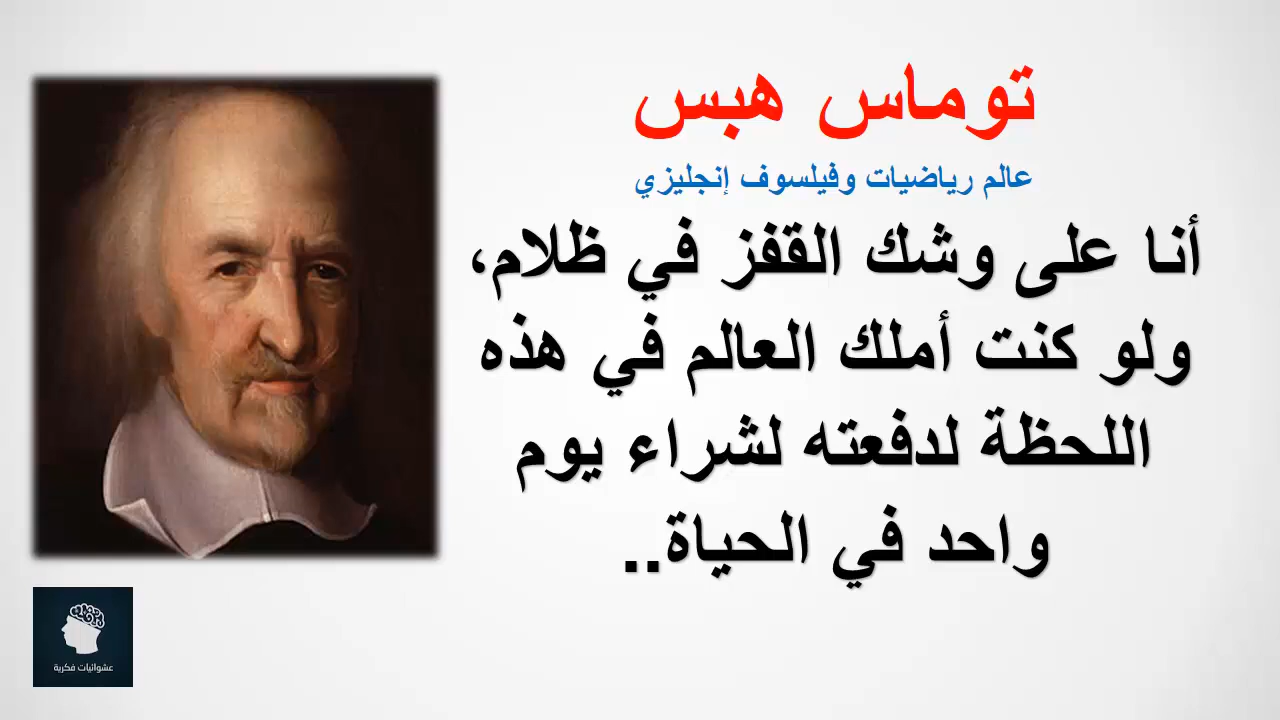 توماس هبس
عالم رياضيات وفيلسوف إنجليزي
أنا على وشك القفز في ظلام،
ولو كنت أملك العالم في هذه
اللحظة لدفعته لشراء يوم
واحد في الحياة..
عشوائيات فكرية